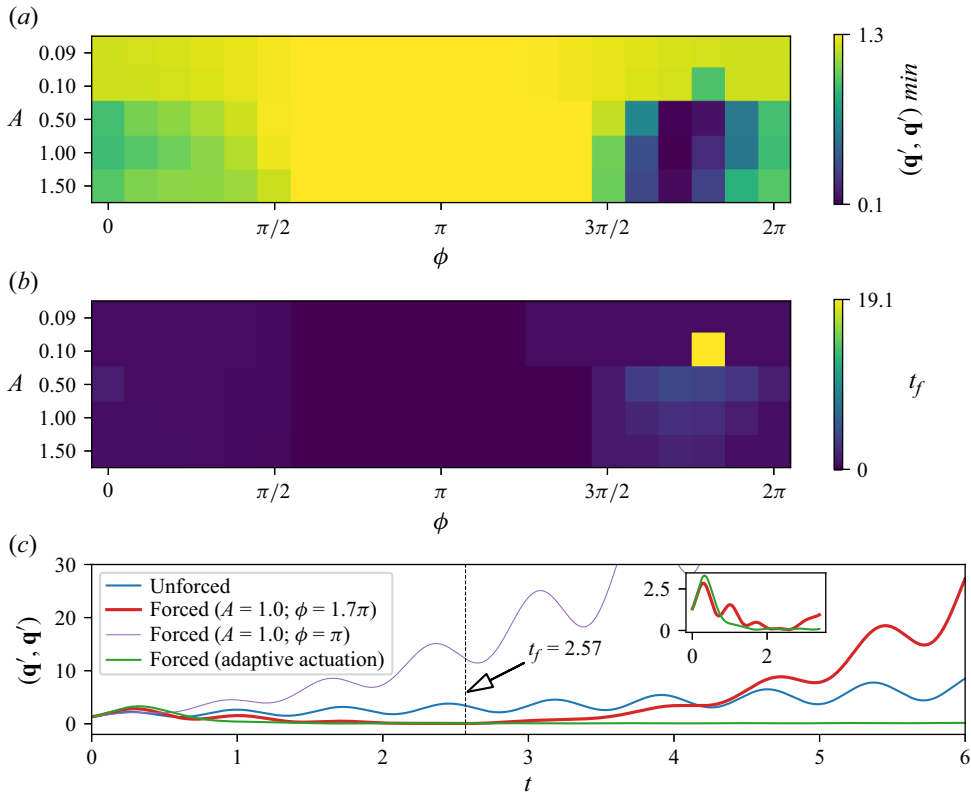 (a)
0.09
0.10
0.50
1.00
1.50
A
0 π/2 π 3π/2 2π
ϕ
1.3
0.1
(q′, q′) min
(b)
0.09
0.10
0.50
1.00
1.50
A
0 π/2 π 3π/2 2π
ϕ
19.1
0
t_f
(c)
30
20
10
0
(q′, q′)
Unforced
Forced (A = 1.0; ϕ = 1.7π)
Forced (A = 1.0; ϕ = π)
Forced (adaptive actuation)
t_f = 2.57
2.5
0
0 2
0 1 2 3 4 5 6
t